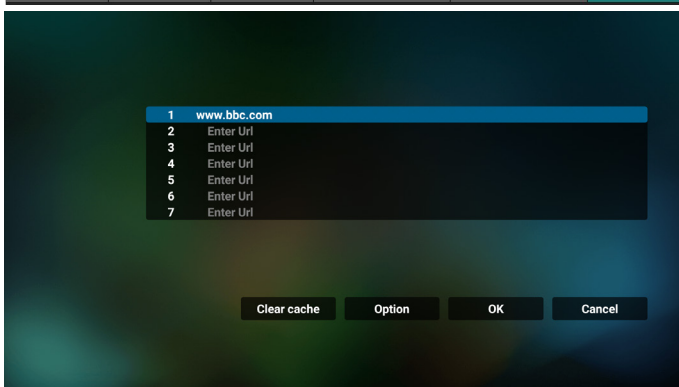 1 www.bbc.com
2 Enter Url
3 Enter Url
4 Enter Url
5 Enter Url
6 Enter Url
7 Enter Url
Clear cache Option OK Cancel